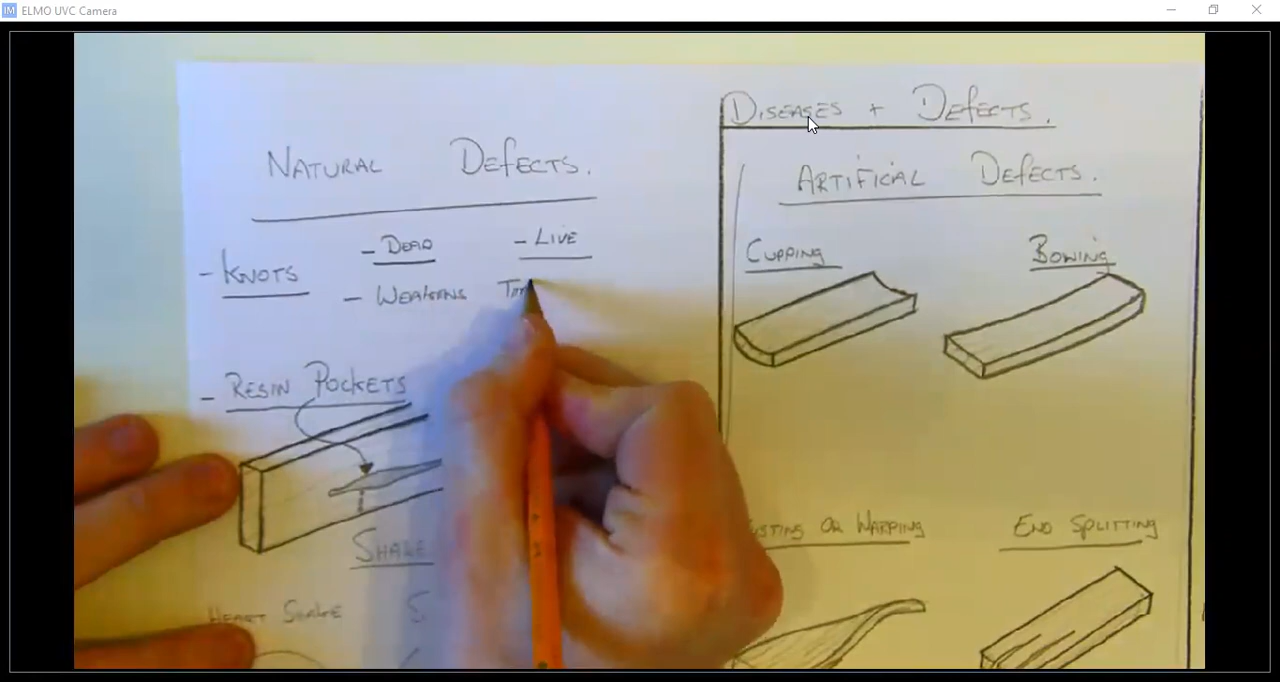 ELMO UVC Camera
DISEASES + DEFECTS.
NATURAL DEFECTS.
- KNOTS
- DEAD
- LIVE
- WEAKENS
- RESIN POCKETS
SHAKE
HEART SHAKE
ARTIFICIAL DEFECTS.
CUPPING
BOWING
OR WARPING
END SPLITTING